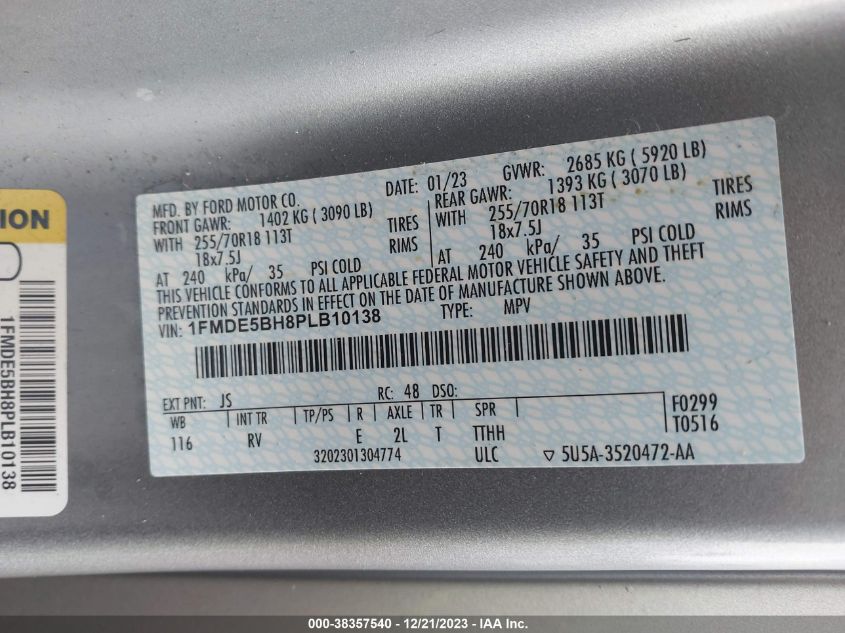 MFD. BY FORD MOTOR CO.
DATE: 01/23 GVWR: 2685 KG ( 5920 LB)
FRONT GAWR: 1402 KG ( 3090 LB) REAR GAWR: 1393 KG ( 3070 LB)
WITH 255/70R18 113T TIRES WITH 255/70R18 113T TIRES
18x7.5J RIMS 18x7.5J RIMS
AT 240 kPa/ 35 PSI COLD AT 240 kPa/ 35 PSI COLD
THIS VEHICLE CONFORMS TO ALL APPLICABLE FEDERAL MOTOR VEHICLE SAFETY AND THEFT
PREVENTION STANDARDS IN EFFECT ON THE DATE OF MANUFACTURE SHOWN ABOVE.
VIN: 1FMDE5BH8PLB10138 TYPE: MPV
EXT PNT: JS RC: 48 DSO:
WB INT TR TP/PS R AXLE TR SPR F0299
116 RV E 2L T TTHH T0516
3202301304774 ULC ▽ 5U5A-3520472-AA
ION
1FMDE5BH8PLB10138
000-38357540 - 12/21/2023 - IAA Inc.